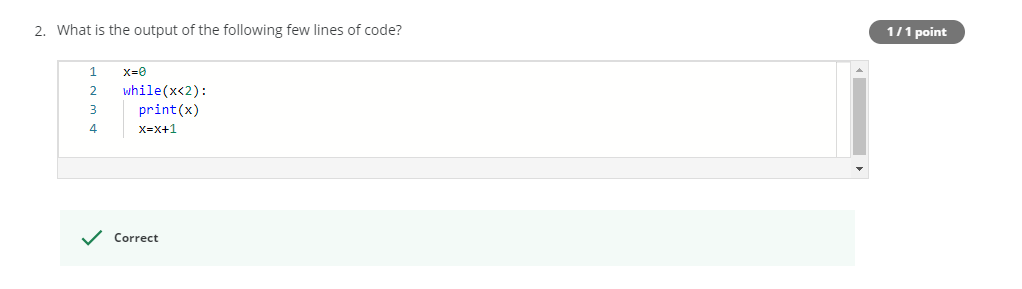 2. What is the output of the following few lines of code?
1 / 1 point
1 x=0
2 while(x<2):
3 print(x)
4 x=x+1
Correct